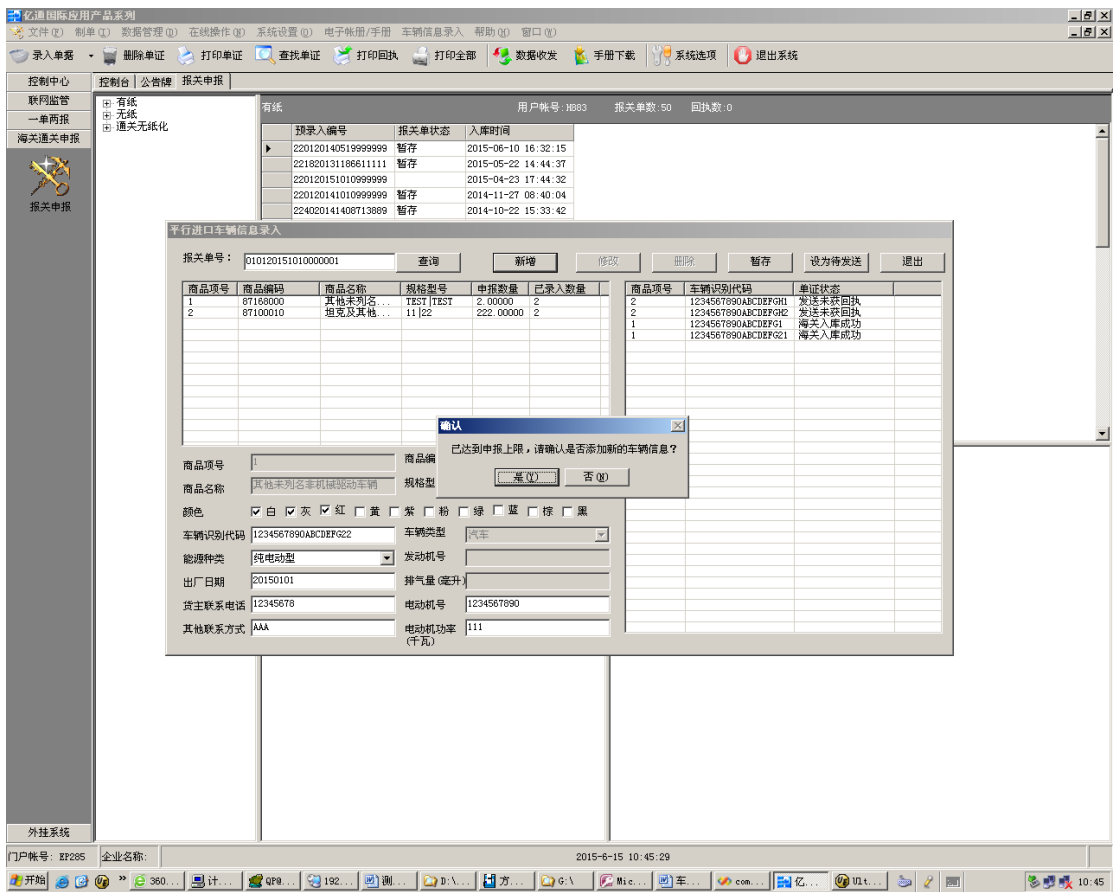 亿通国际应用产品系列
文件(F) 制单(I) 数据管理(D) 在线操作(W) 系统设置(O) 电子帐册/手册 车辆信息录入 帮助(H) 窗口(W)
录入单据 删除单证 打印单证 查找单证 打印回执 打印全部 数据收发 手册下载 系统选项 退出系统
控制中心 控制台 公告牌 报关申报
联网监管
一单两报
海关通关申报
报关申报
有纸
无纸
通关无纸化
有纸 用户帐号:HB83 报关单数:50 回执数:0
预录入编号 报关单状态 入库时间
220120140519999999 暂存 2015-06-10 16:32:15
221820131186611111 暂存 2015-05-22 14:44:37
220120151010999999 2015-04-23 17:44:32
220120141010999999 暂存 2014-11-27 08:40:04
224020141408713889 暂存 2014-10-22 15:33:42
平行进口车辆信息录入
报关单号: 010120151010000001 查询 新增 修改 删除 暂存 设为待发送 退出
商品项号 商品编码 商品名称 规格型号 申报数量 已录入数量
1 87168000 其他未列名... TEST|TEST 2.00000 2
2 87100010 坦克及其他... 11|22 222.00000 2
商品项号 车辆识别代码 单证状态
2 1234567890ABCDEFGH1 发送未获回执
2 1234567890ABCDEFGH2 发送未获回执
1 1234567890ABCDEFG1 海关入库成功
1 1234567890ABCDEFG21 海关入库成功
确认
已达到申报上限,请确认是否添加新的车辆信息?
是(Y) 否(N)
商品项号 1 商品编
商品名称 其他未列名非机械驱动车辆 规格型
颜色 白 灰 红 黄 紫 粉 绿 蓝 棕 黑
车辆识别代码 1234567890ABCDEFG22 车辆类型 汽车
能源种类 纯电动型 发动机号
出厂日期 20150101 排气量(毫升)
货主联系电话 12345678 电动机号 1234567890
其他联系方式 AAA 电动机功率(千瓦) 111
外挂系统
门户帐号: EP285 企业名称: 2015-6-15 10:45:29
开始 » 360... 计... QP8... 192... 测... D:\... 方... G:\ Mic... 车... com... 亿... Ult... 10:45